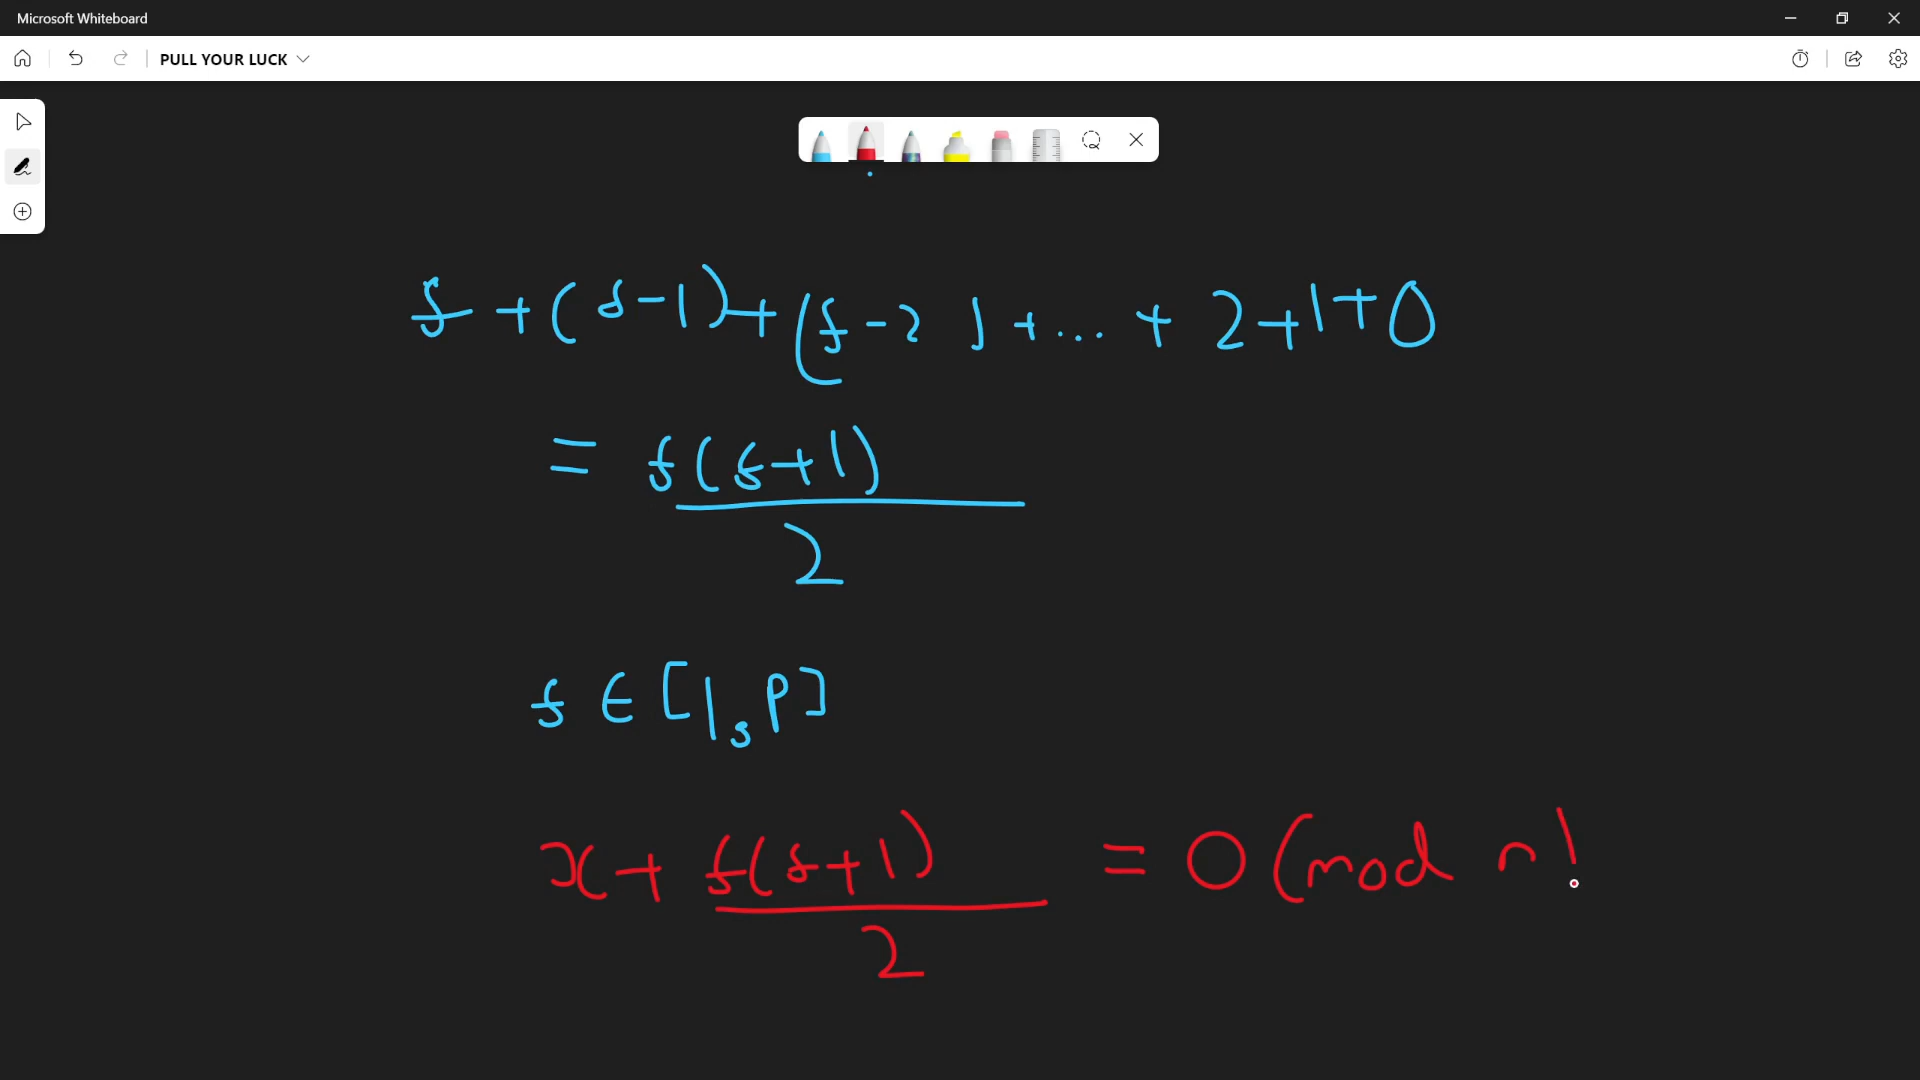 Microsoft Whiteboard
PULL YOUR LUCK
f + (f-1) + (f-2) + ... + 2+1+0
= f(f+1)
2
f ∈ [1, p]
x + f(f+1) = 0 (mod n)
2